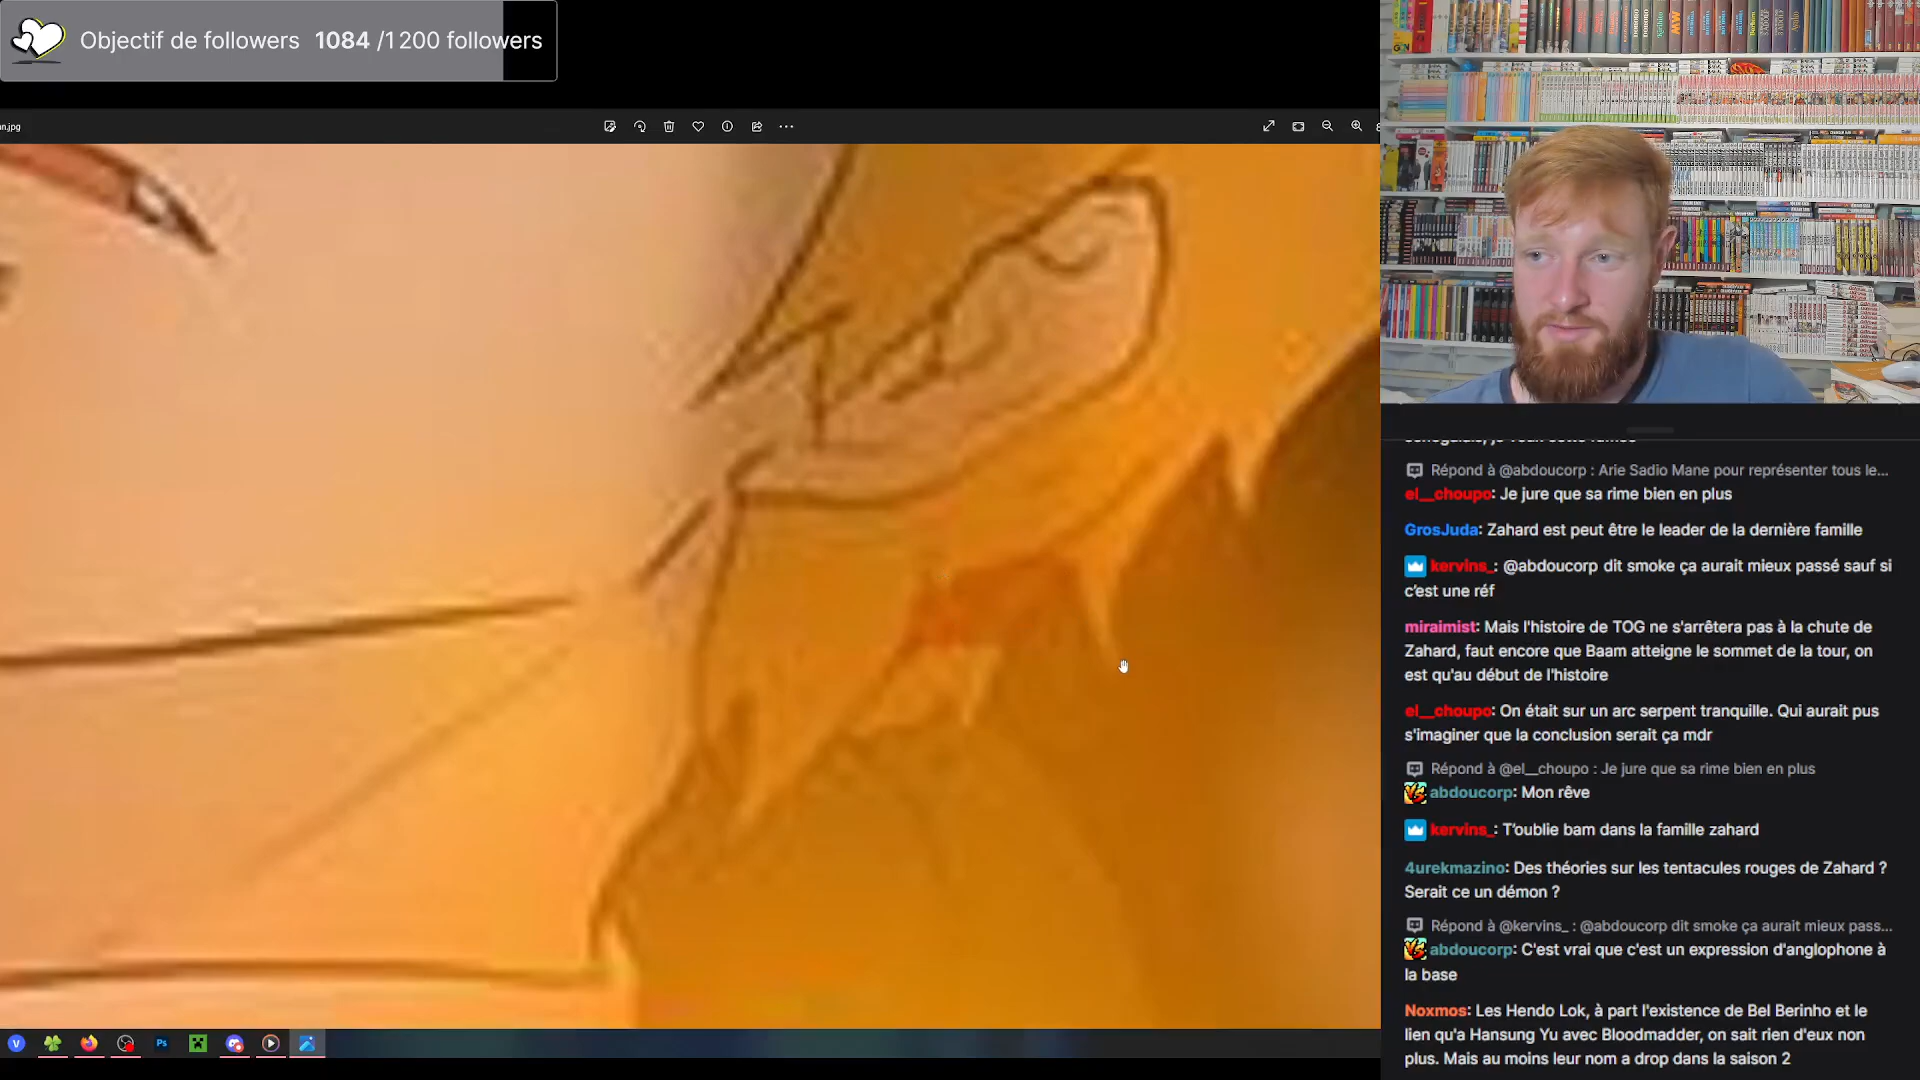 Objectif de followers 1084 /1 200 followers
an.jpg
Répond à @abdoucorp : Arie Sadio Mane pour représenter tous le...
el__choupo: Je jure que sa rime bien en plus
GrosJuda: Zahard est peut être le leader de la dernière famille
kervins_: @abdoucorp dit smoke ça aurait mieux passé sauf si
c'est une réf
miraimist: Mais l'histoire de TOG ne s'arrêtera pas à la chute de
Zahard, faut encore que Baam atteigne le sommet de la tour, on
est qu'au début de l'histoire
el__choupo: On était sur un arc serpent tranquille. Qui aurait pus
s'imaginer que la conclusion serait ça mdr
Répond à @el__choupo : Je jure que sa rime bien en plus
abdoucorp: Mon rêve
kervins_: T'oublie bam dans la famille zahard
4urekmazino: Des théories sur les tentacules rouges de Zahard ?
Serait ce un démon ?
Répond à @kervins_ : @abdoucorp dit smoke ça aurait mieux pass...
abdoucorp: C'est vrai que c'est un expression d'anglophone à
la base
Noxmos: Les Hendo Lok, à part l'existence de Bel Berinho et le
lien qu'a Hansung Yu avec Bloodmadder, on sait rien d'eux non
plus. Mais au moins leur nom a drop dans la saison 2
V
Ps